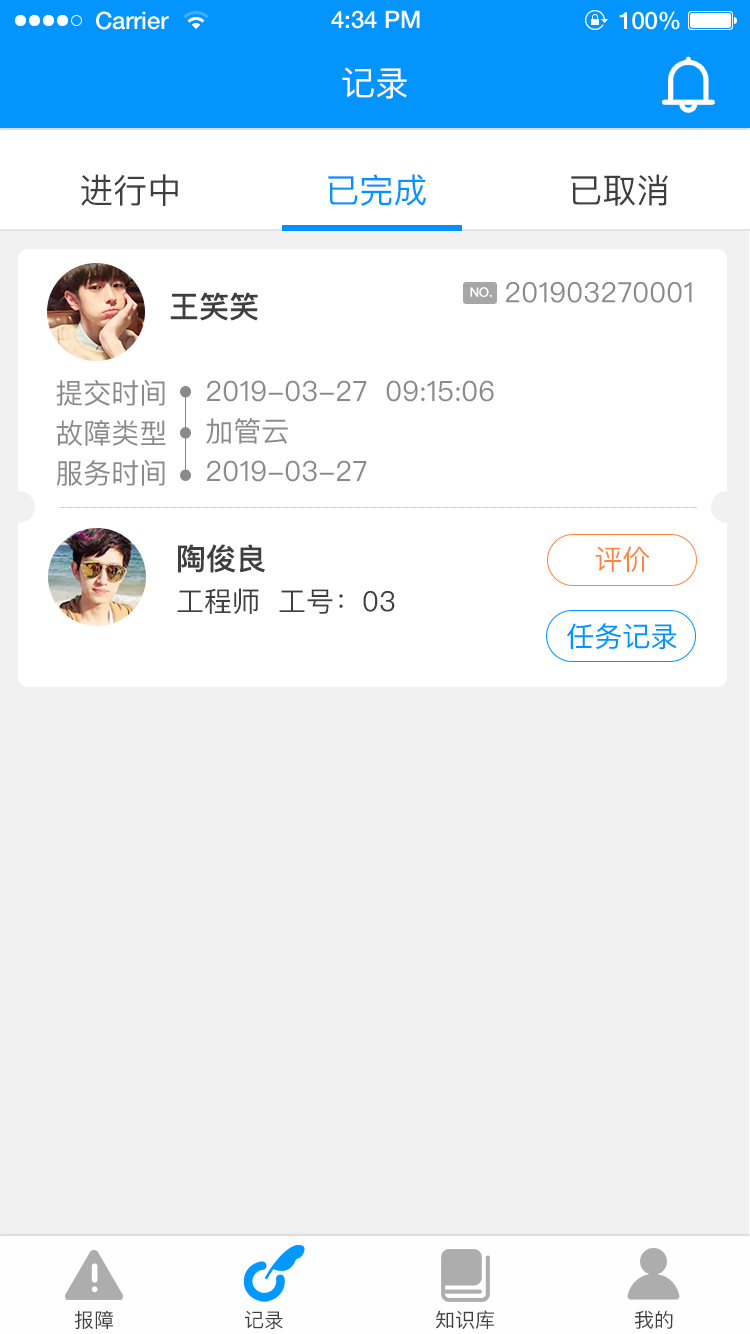 Carrier 4:34 PM 100%
记录
进行中 已完成 已取消
王笑笑 NO. 201903270001
提交时间 2019-03-27 09:15:06
故障类型 加管云
服务时间 2019-03-27
陶俊良 评价
工程师 工号：03
任务记录
报障 记录 知识库 我的